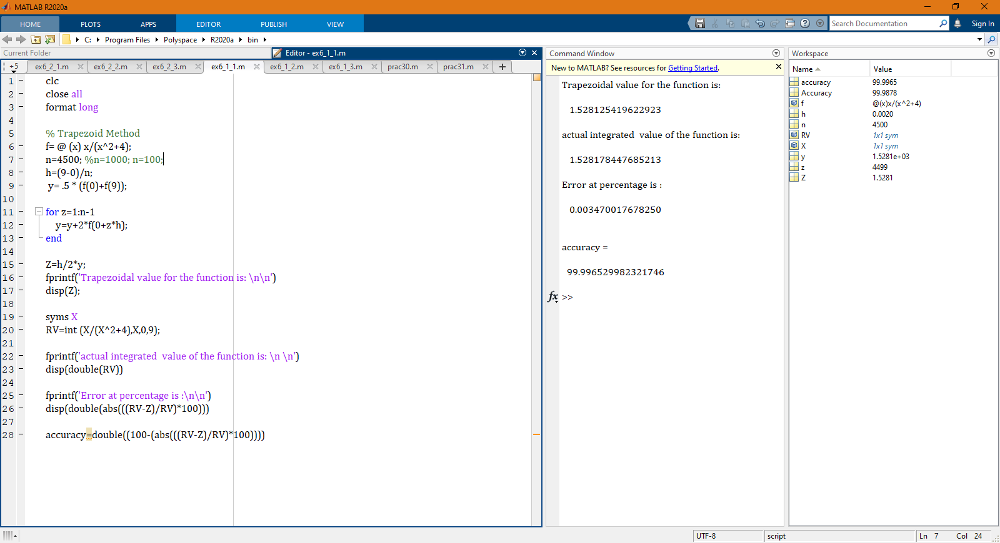 MATLAB R2020a
HOME PLOTS APPS EDITOR PUBLISH VIEW
Search Documentation
Sign In
C: Program Files Polyspace R2020a bin
Current Folder
Editor - ex6_1_1.m
+5 ex6_2_1.m ex6_2_2.m ex6_2_3.m ex6_1_1.m ex6_1_2.m ex6_1_3.m prac30.m prac31.m
1 clc
2 close all
3 format long
4
5 % Trapezoid Method
6 f= @ (x) x/(x^2+4);
7 n=4500; %n=1000; n=100;
8 h=(9-0)/n;
9 y= .5 * (f(0)+f(9));
10
11 for z=1:n-1
12 y=y+2*f(0+z*h);
13 end
14
15 Z=h/2*y;
16 fprintf('Trapezoidal value for the function is: \n\n')
17 disp(Z);
18
19 syms X
20 RV=int (X/(X^2+4),X,0,9);
21
22 fprintf('actual integrated  value of the function is: \n \n')
23 disp(double(RV))
24
25 fprintf('Error at percentage is :\n\n')
26 disp(double(abs(((RV-Z)/RV)*100)))
27
28 accuracy=double((100-(abs(((RV-Z)/RV)*100))))
Command Window
New to MATLAB? See resources for Getting Started.
Trapezoidal value for the function is:
1.528125419622923
actual integrated  value of the function is:
1.528178447685213
Error at percentage is :
0.003470017678250
accuracy =
99.996529982321746
fx >>
Workspace
Name Value
accuracy 99.9965
Accuracy 99.9878
f @(x)x/(x^2+4)
h 0.0020
n 4500
RV 1x1 sym
X 1x1 sym
y 1.5281e+03
z 4499
Z 1.5281
UTF-8 script Ln 7 Col 24